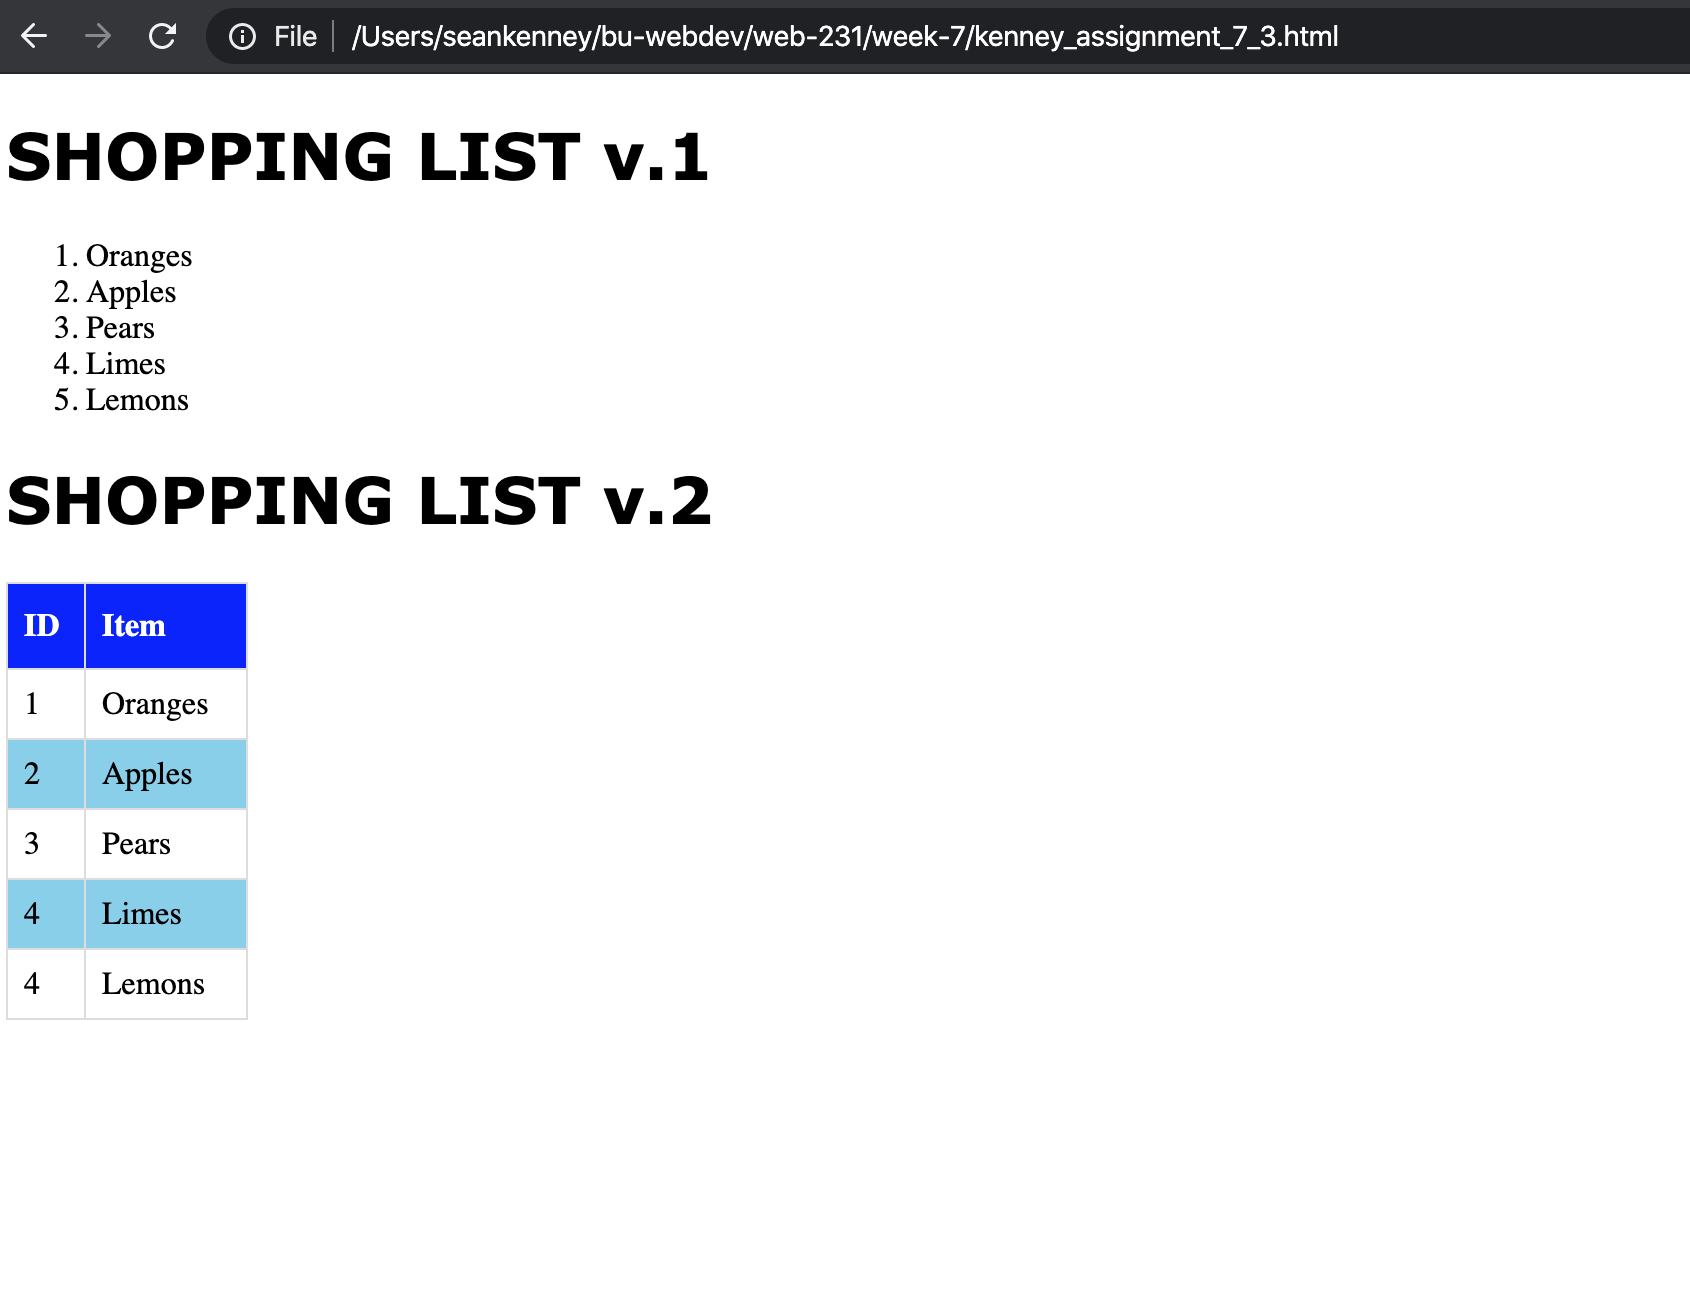 File /Users/seankenney/bu-webdev/web-231/week-7/kenney_assignment_7_3.html
SHOPPING LIST v.1
1. Oranges
2. Apples
3. Pears
4. Limes
5. Lemons
SHOPPING LIST v.2
ID Item
1 Oranges
2 Apples
3 Pears
4 Limes
4 Lemons